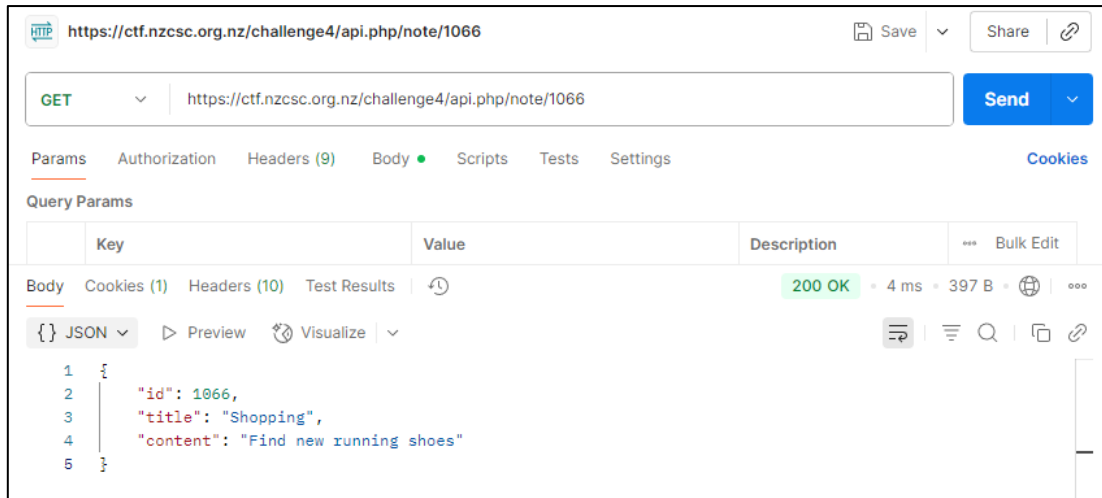 HTTP https://ctf.nzcsc.org.nz/challenge4/api.php/note/1066 Save Share
GET https://ctf.nzcsc.org.nz/challenge4/api.php/note/1066 Send
Params Authorization Headers (9) Body Scripts Tests Settings Cookies
Query Params
Key Value Description Bulk Edit
Body Cookies (1) Headers (10) Test Results 200 OK 4 ms 397 B
{} JSON Preview Visualize
1 {
2 "id": 1066,
3 "title": "Shopping",
4 "content": "Find new running shoes"
5 }